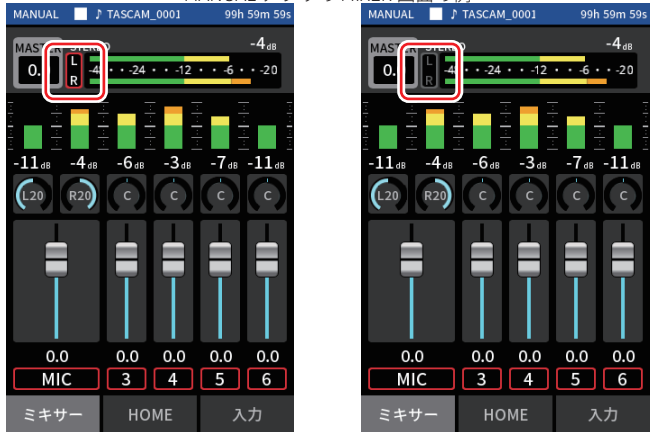 MANUAL ♪ TASCAM_0001 99h 59m 59s
-4dB
MASTER STEREO
0.
L
R
-48 · · -24 · · -12 · · -6 · · -20
-11dB -4dB -6dB -3dB -7dB -11dB
L20 R20 C C C C
0.0 0.0 0.0 0.0 0.0
MIC 3 4 5 6
ミキサー HOME 入力
MANUAL ♪ TASCAM_0001 99h 59m 59s
-4dB
MASTER
0.
L
R
· · -24 · · -12 · · -6 · · -20
-11dB -4dB -6dB -3dB -7dB -11dB
L20 R20 C C C C
0.0 0.0 0.0 0.0 0.0
MIC 3 4 5 6
ミキサー HOME 入力